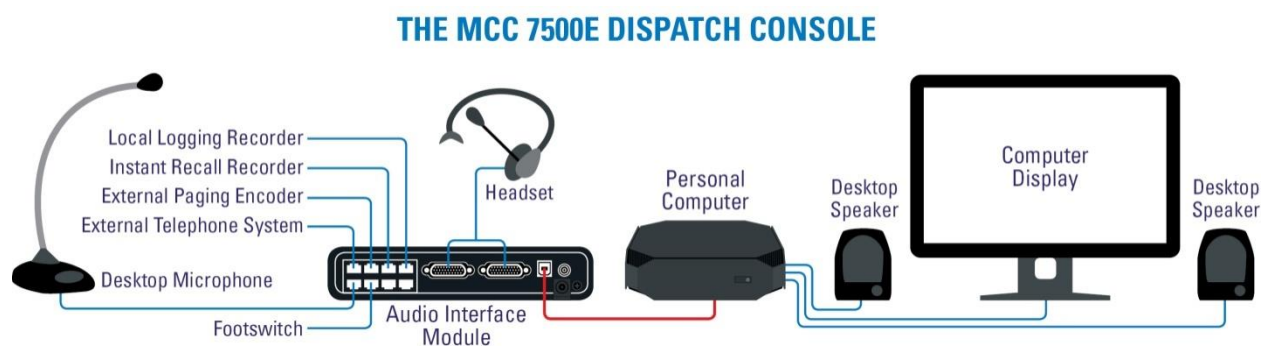 THE MCC 7500E DISPATCH CONSOLE
Local Logging Recorder
Instant Recall Recorder
External Paging Encoder
External Telephone System
Desktop Microphone
Footswitch
Headset
Audio Interface
Module
Personal
Computer
Desktop
Speaker
Computer
Display
Desktop
Speaker